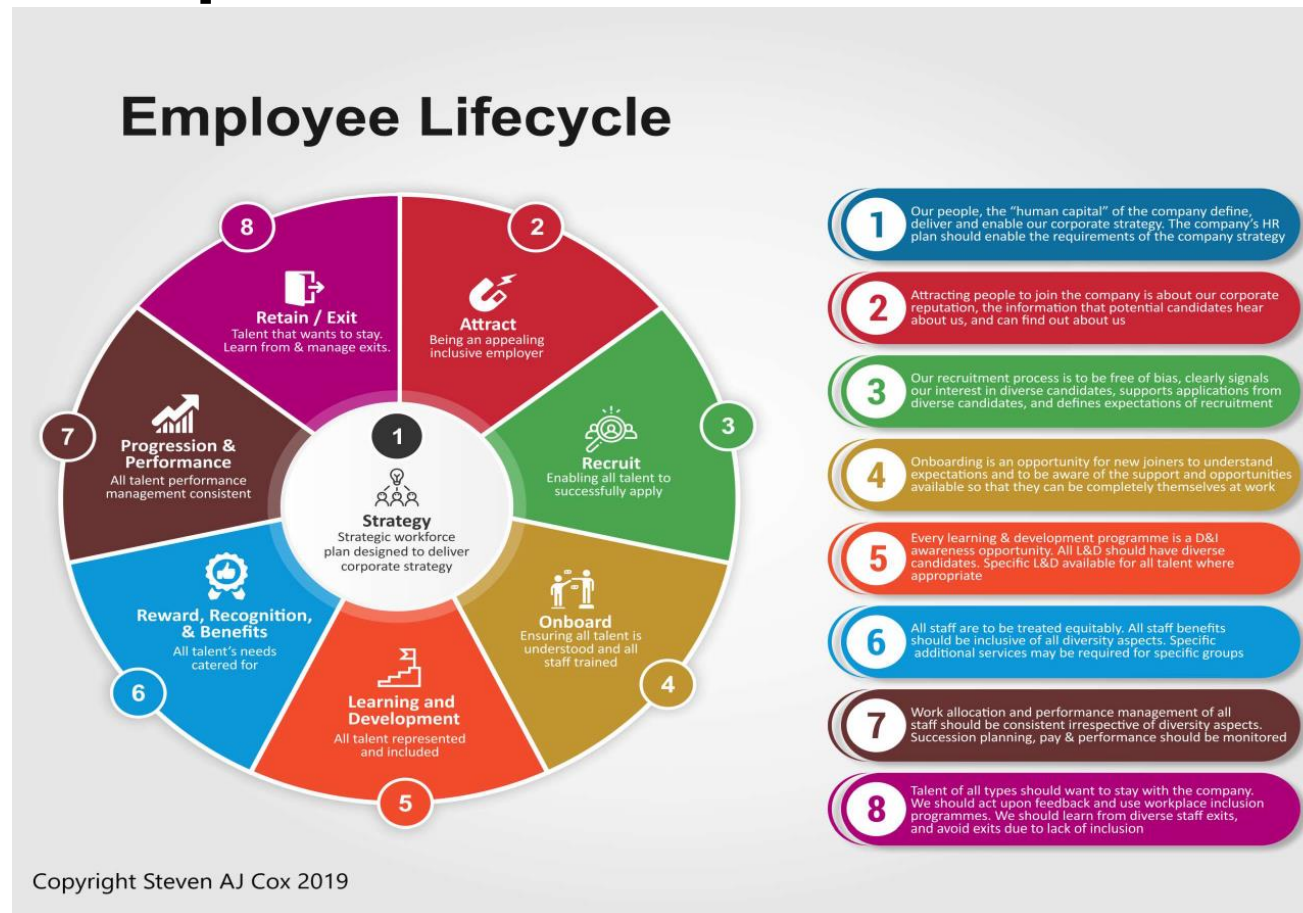 Employee Lifecycle
8
Retain / Exit
Talent that wants to stay.
Learn from & manage exits.
2
Attract
Being an appealing
inclusive employer
3
Recruit
Enabling all talent to
successfully apply
4
Onboard
Ensuring all talent is
understood and all
staff trained
5
Learning and
Development
All talent represented
and included
6
Reward, Recognition,
& Benefits
All talent's needs
catered for
7
Progression &
Performance
All talent performance
management consistent
1
Strategy
Strategic workforce
plan designed to deliver
corporate strategy
1
Our people, the “human capital” of the company define,
deliver and enable our corporate strategy. The company's HR
plan should enable the requirements of the company strategy
2
Attracting people to join the company is about our corporate
reputation, the information that potential candidates hear
about us, and can find out about us
3
Our recruitment process is to be free of bias, clearly signals
our interest in diverse candidates, supports applications from
diverse candidates, and defines expectations of recruitment
4
Onboarding is an opportunity for new joiners to understand
expectations and to be aware of the support and opportunities
available so that they can be completely themselves at work
5
Every learning & development programme is a D&I
awareness opportunity. All L&D should have diverse
candidates. Specific L&D available for all talent where
appropriate
6
All staff are to be treated equitably. All staff benefits
should be inclusive of all diversity aspects. Specific
additional services may be required for specific groups
7
Work allocation and performance management of all
staff should be consistent irrespective of diversity aspects.
Succession planning, pay & performance should be monitored
8
Talent of all types should want to stay with the company.
We should act upon feedback and use workplace inclusion
programmes. We should learn from diverse staff exits,
and avoid exits due to lack of inclusion
Copyright Steven AJ Cox 2019